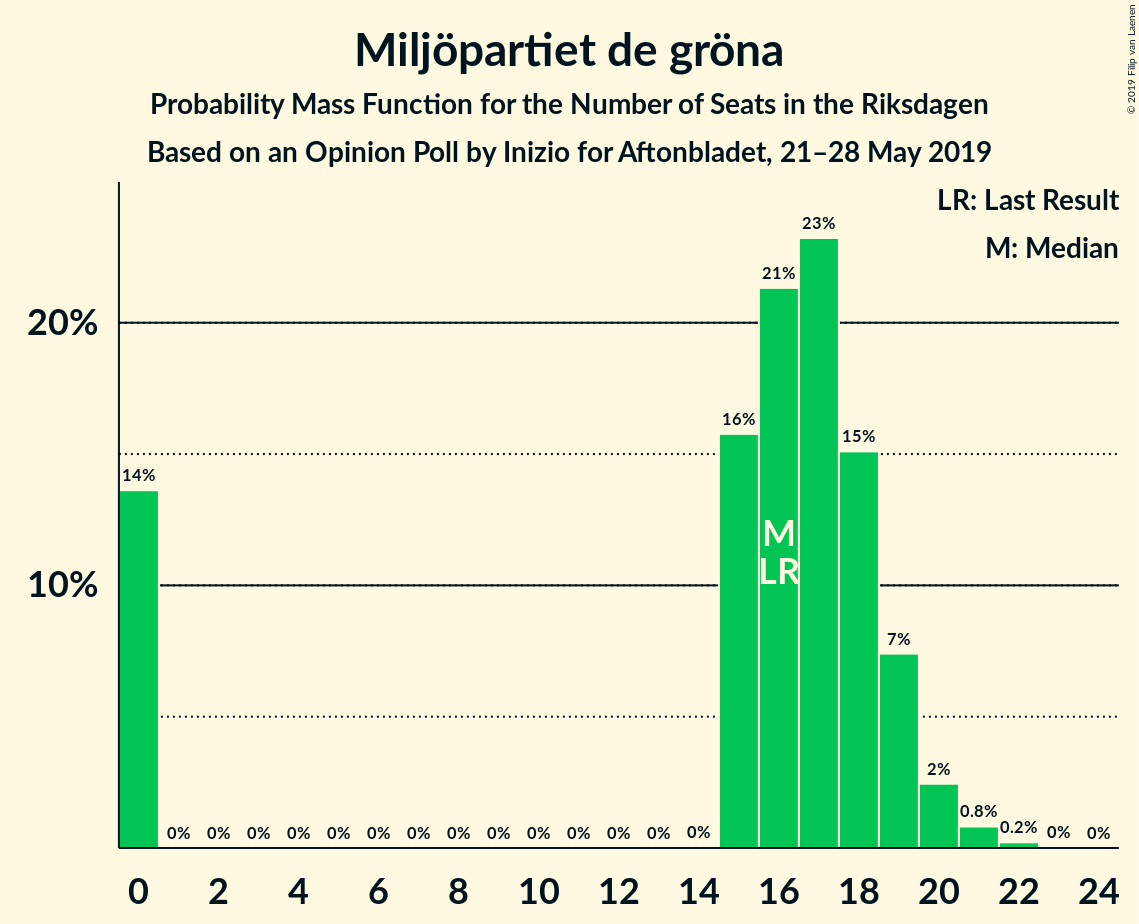 Miljöpartiet de gröna
Probability Mass Function for the Number of Seats in the Riksdagen
Based on an Opinion Poll by Inizio for Aftonbladet, 21–28 May 2019
© 2019 Filip van Laenen
LR: Last Result
M: Median
23%
21%
20%
16%
15%
14%
M
LR
10%
7%
2%
0.8%
0% 0% 0% 0% 0% 0% 0% 0% 0% 0% 0% 0% 0% 0% 0.2% 0% 0%
0 2 4 6 8 10 12 14 16 18 20 22 24